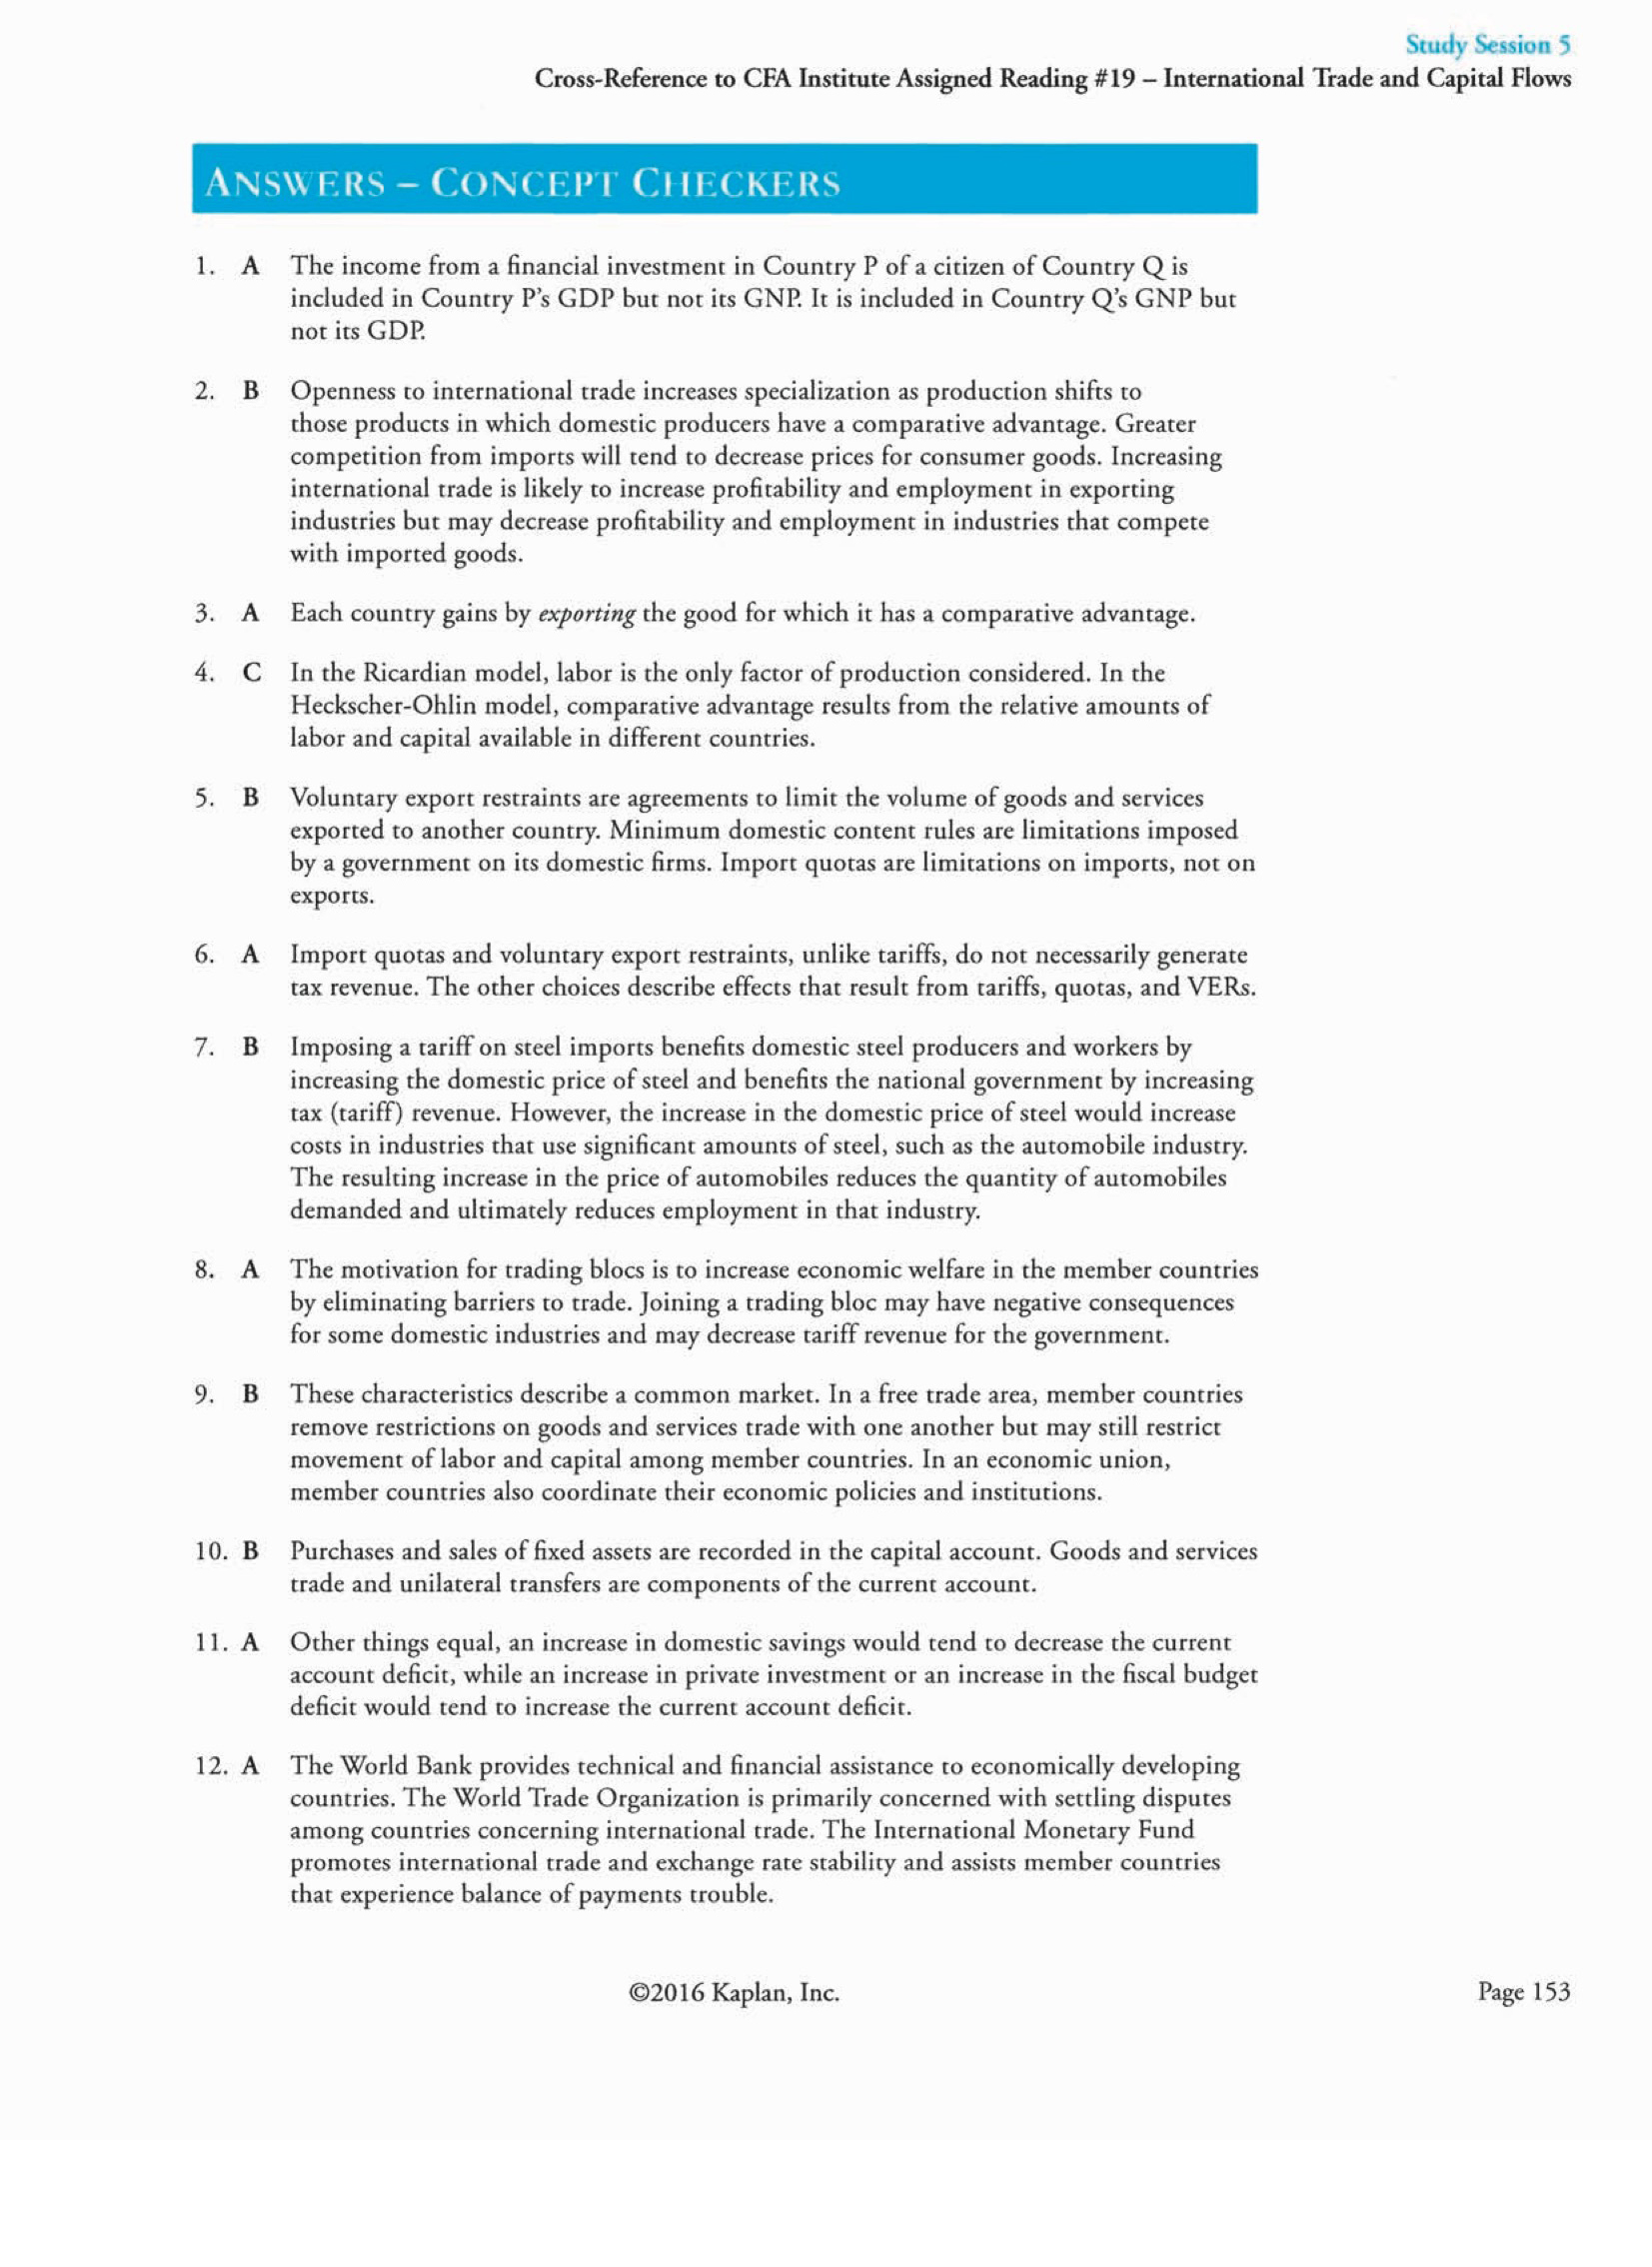 Study Session 5
Cross-Reference to CFA Institute Assigned Reading #19 – International Trade and Capital Flows
ANSWERS – CONCEPT CHECKERS
1. A The income from a financial investment in Country P of a citizen of Country Q is
included in Country P's GDP but not its GNP. It is included in Country Q's GNP but
not its GDP.
2. B Openness to international trade increases specialization as production shifts to
those products in which domestic producers have a comparative advantage. Greater
competition from imports will tend to decrease prices for consumer goods. Increasing
international trade is likely to increase profitability and employment in exporting
industries but may decrease profitability and employment in industries that compete
with imported goods.
3. A Each country gains by exporting the good for which it has a comparative advantage.
4. C In the Ricardian model, labor is the only factor of production considered. In the
Heckscher-Ohlin model, comparative advantage results from the relative amounts of
labor and capital available in different countries.
5. B Voluntary export restraints are agreements to limit the volume of goods and services
exported to another country. Minimum domestic content rules are limitations imposed
by a government on its domestic firms. Import quotas are limitations on imports, not on
exports.
6. A Import quotas and voluntary export restraints, unlike tariffs, do not necessarily generate
tax revenue. The other choices describe effects that result from tariffs, quotas, and VERs.
7. B Imposing a tariff on steel imports benefits domestic steel producers and workers by
increasing the domestic price of steel and benefits the national government by increasing
tax (tariff) revenue. However, the increase in the domestic price of steel would increase
costs in industries that use significant amounts of steel, such as the automobile industry.
The resulting increase in the price of automobiles reduces the quantity of automobiles
demanded and ultimately reduces employment in that industry.
8. A The motivation for trading blocs is to increase economic welfare in the member countries
by eliminating barriers to trade. Joining a trading bloc may have negative consequences
for some domestic industries and may decrease tariff revenue for the government.
9. B These characteristics describe a common market. In a free trade area, member countries
remove restrictions on goods and services trade with one another but may still restrict
movement of labor and capital among member countries. In an economic union,
member countries also coordinate their economic policies and institutions.
10. B Purchases and sales of fixed assets are recorded in the capital account. Goods and services
trade and unilateral transfers are components of the current account.
11. A Other things equal, an increase in domestic savings would tend to decrease the current
account deficit, while an increase in private investment or an increase in the fiscal budget
deficit would tend to increase the current account deficit.
12. A The World Bank provides technical and financial assistance to economically developing
countries. The World Trade Organization is primarily concerned with settling disputes
among countries concerning international trade. The International Monetary Fund
promotes international trade and exchange rate stability and assists member countries
that experience balance of payments trouble.
©2016 Kaplan, Inc.
Page 153